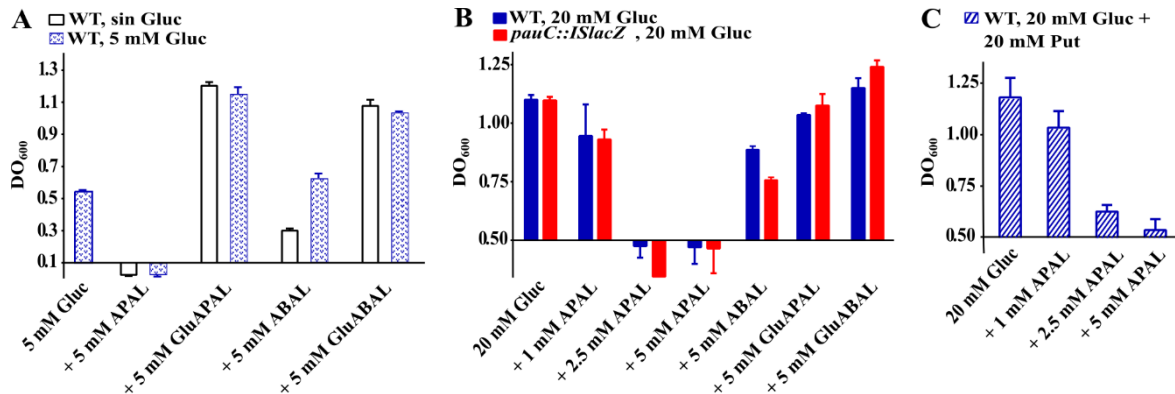 A
WT, sin Gluc
WT, 5 mM Gluc
DO600
1.3
1.1
0.9
0.7
0.5
0.3
0.1
5 mM Gluc
+ 5 mM APAL
+ 5 mM GluAPAL
+ 5 mM ABAL
+ 5 mM GluABAL
B
WT, 20 mM Gluc
pauC::ISlacZ , 20 mM Gluc
DO600
1.25
1.00
0.75
0.50
20 mM Gluc
+ 1 mM APAL
+ 2.5 mM APAL
+ 5 mM APAL
+ 5 mM ABAL
+ 5 mM GluAPAL
+ 5 mM GluABAL
C
WT, 20 mM Gluc +
20 mM Put
DO600
1.25
1.00
0.75
0.50
20 mM Gluc
+ 1 mM APAL
+ 2.5 mM APAL
+ 5 mM APAL